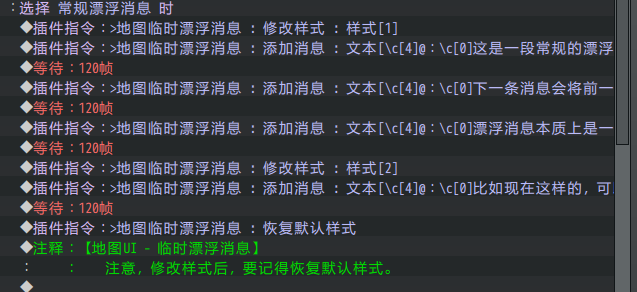 ：选择 常规漂浮消息 时
◆插件指令：>地图临时漂浮消息 : 修改样式 : 样式[1]
◆插件指令：>地图临时漂浮消息 : 添加消息 : 文本[\c[4]@：\c[0]这是一段常规的漂浮
◆等待：120帧
◆插件指令：>地图临时漂浮消息 : 添加消息 : 文本[\c[4]@：\c[0]下一条消息会将前一
◆等待：120帧
◆插件指令：>地图临时漂浮消息 : 添加消息 : 文本[\c[4]@：\c[0]漂浮消息本质上是一
◆等待：120帧
◆插件指令：>地图临时漂浮消息 : 修改样式 : 样式[2]
◆插件指令：>地图临时漂浮消息 : 添加消息 : 文本[\c[4]@：\c[0]比如现在这样的, 可
◆等待：120帧
◆插件指令：>地图临时漂浮消息 : 恢复默认样式
◆注释：【地图UI - 临时漂浮消息】
：　　：　　注意, 修改样式后, 要记得恢复默认样式。
◆